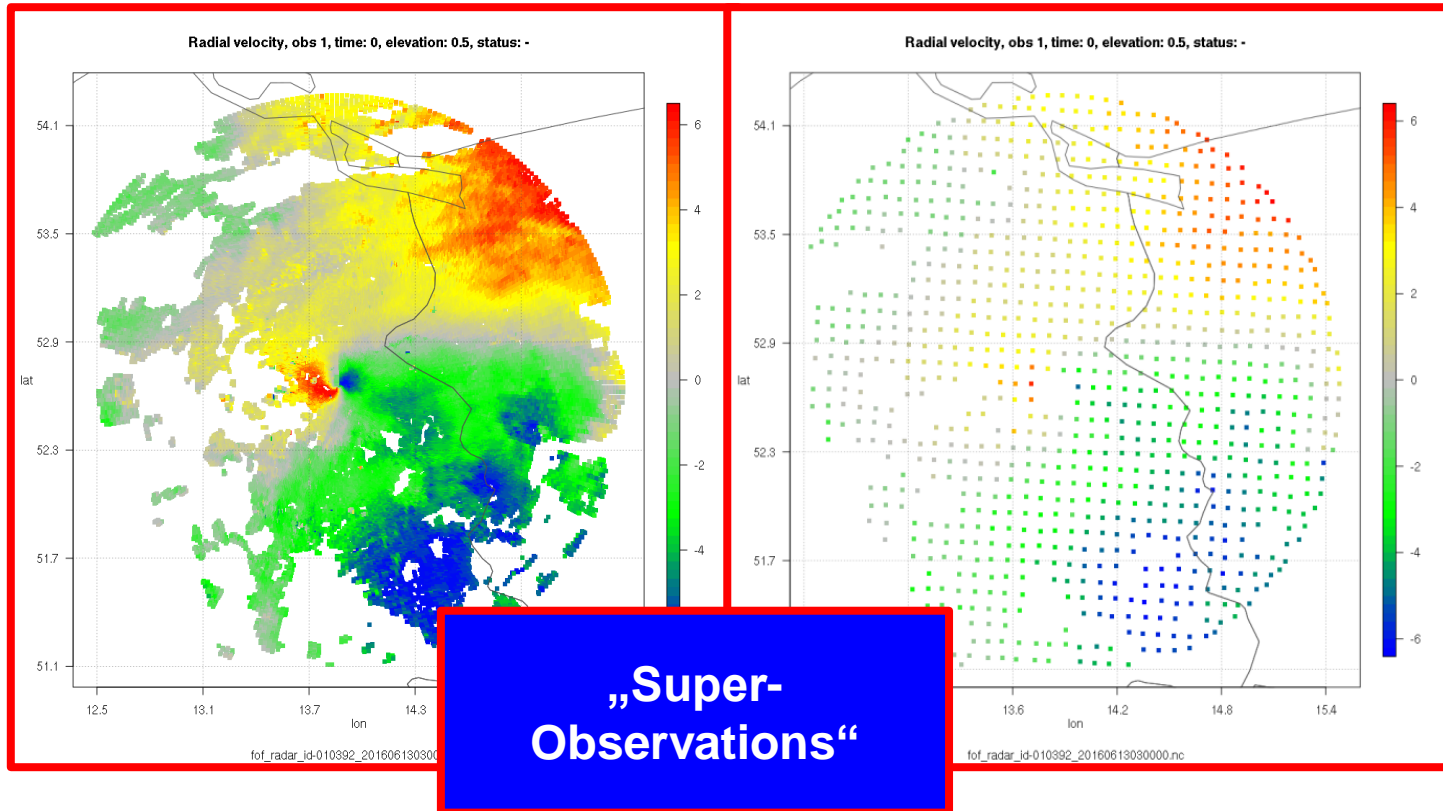 Radial velocity, obs 1, time: 0, elevation: 0.5, status: -
54.1
53.5
52.9
lat
52.3
51.7
51.1
12.5 13.1 13.7 14.3
lon
6
4
2
0
-2
-4
fof_radar_id-010392_201606130300
Radial velocity, obs 1, time: 0, elevation: 0.5, status: -
54.1
53.5
52.9
lat
52.3
51.7
13.6 14.2 14.8 15.4
lon
6
4
2
0
-2
-4
-6
fof_radar_id-010392_20160613030000.nc
„Super-
Observations“